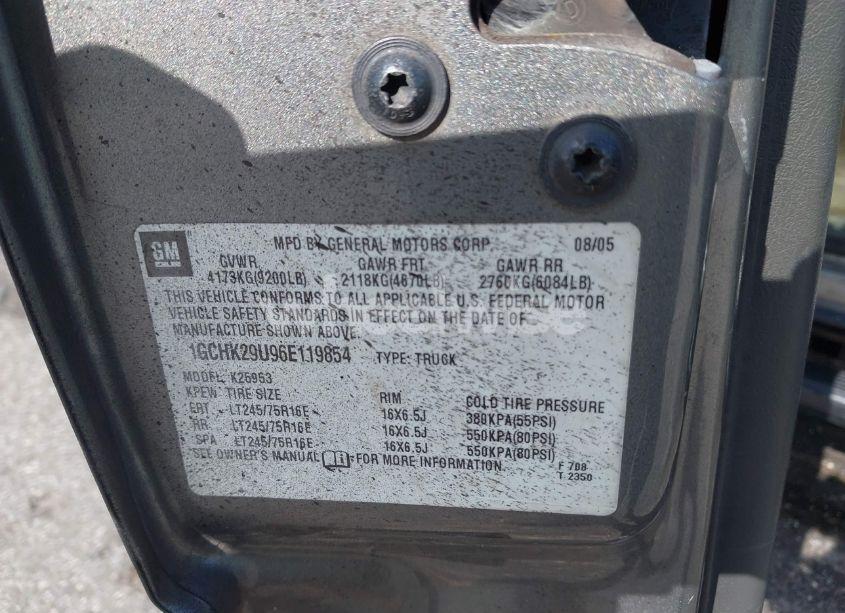 GM
MFD BY GENERAL MOTORS CORP. 08/05
GVWR GAWR FRT GAWR RR
4173KG(9200LB) 2118KG(4670LB) 2760KG(6084LB)
THIS VEHICLE CONFORMS TO ALL APPLICABLE U.S. FEDERAL MOTOR
VEHICLE SAFETY STANDARDS IN EFFECT ON THE DATE OF
MANUFACTURE SHOWN ABOVE.
1GCHK29U96E119854 TYPE: TRUCK
MODEL: K25953
KPEW TIRE SIZE RIM COLD TIRE PRESSURE
FRT LT245/75R16E 16X6.5J 380KPA(55PSI)
RR LT245/75R16E 16X6.5J 550KPA(80PSI)
SPA LT245/75R16E 16X6.5J 550KPA(80PSI)
SEE OWNER'S MANUAL FOR MORE INFORMATION
F 708
T 2350